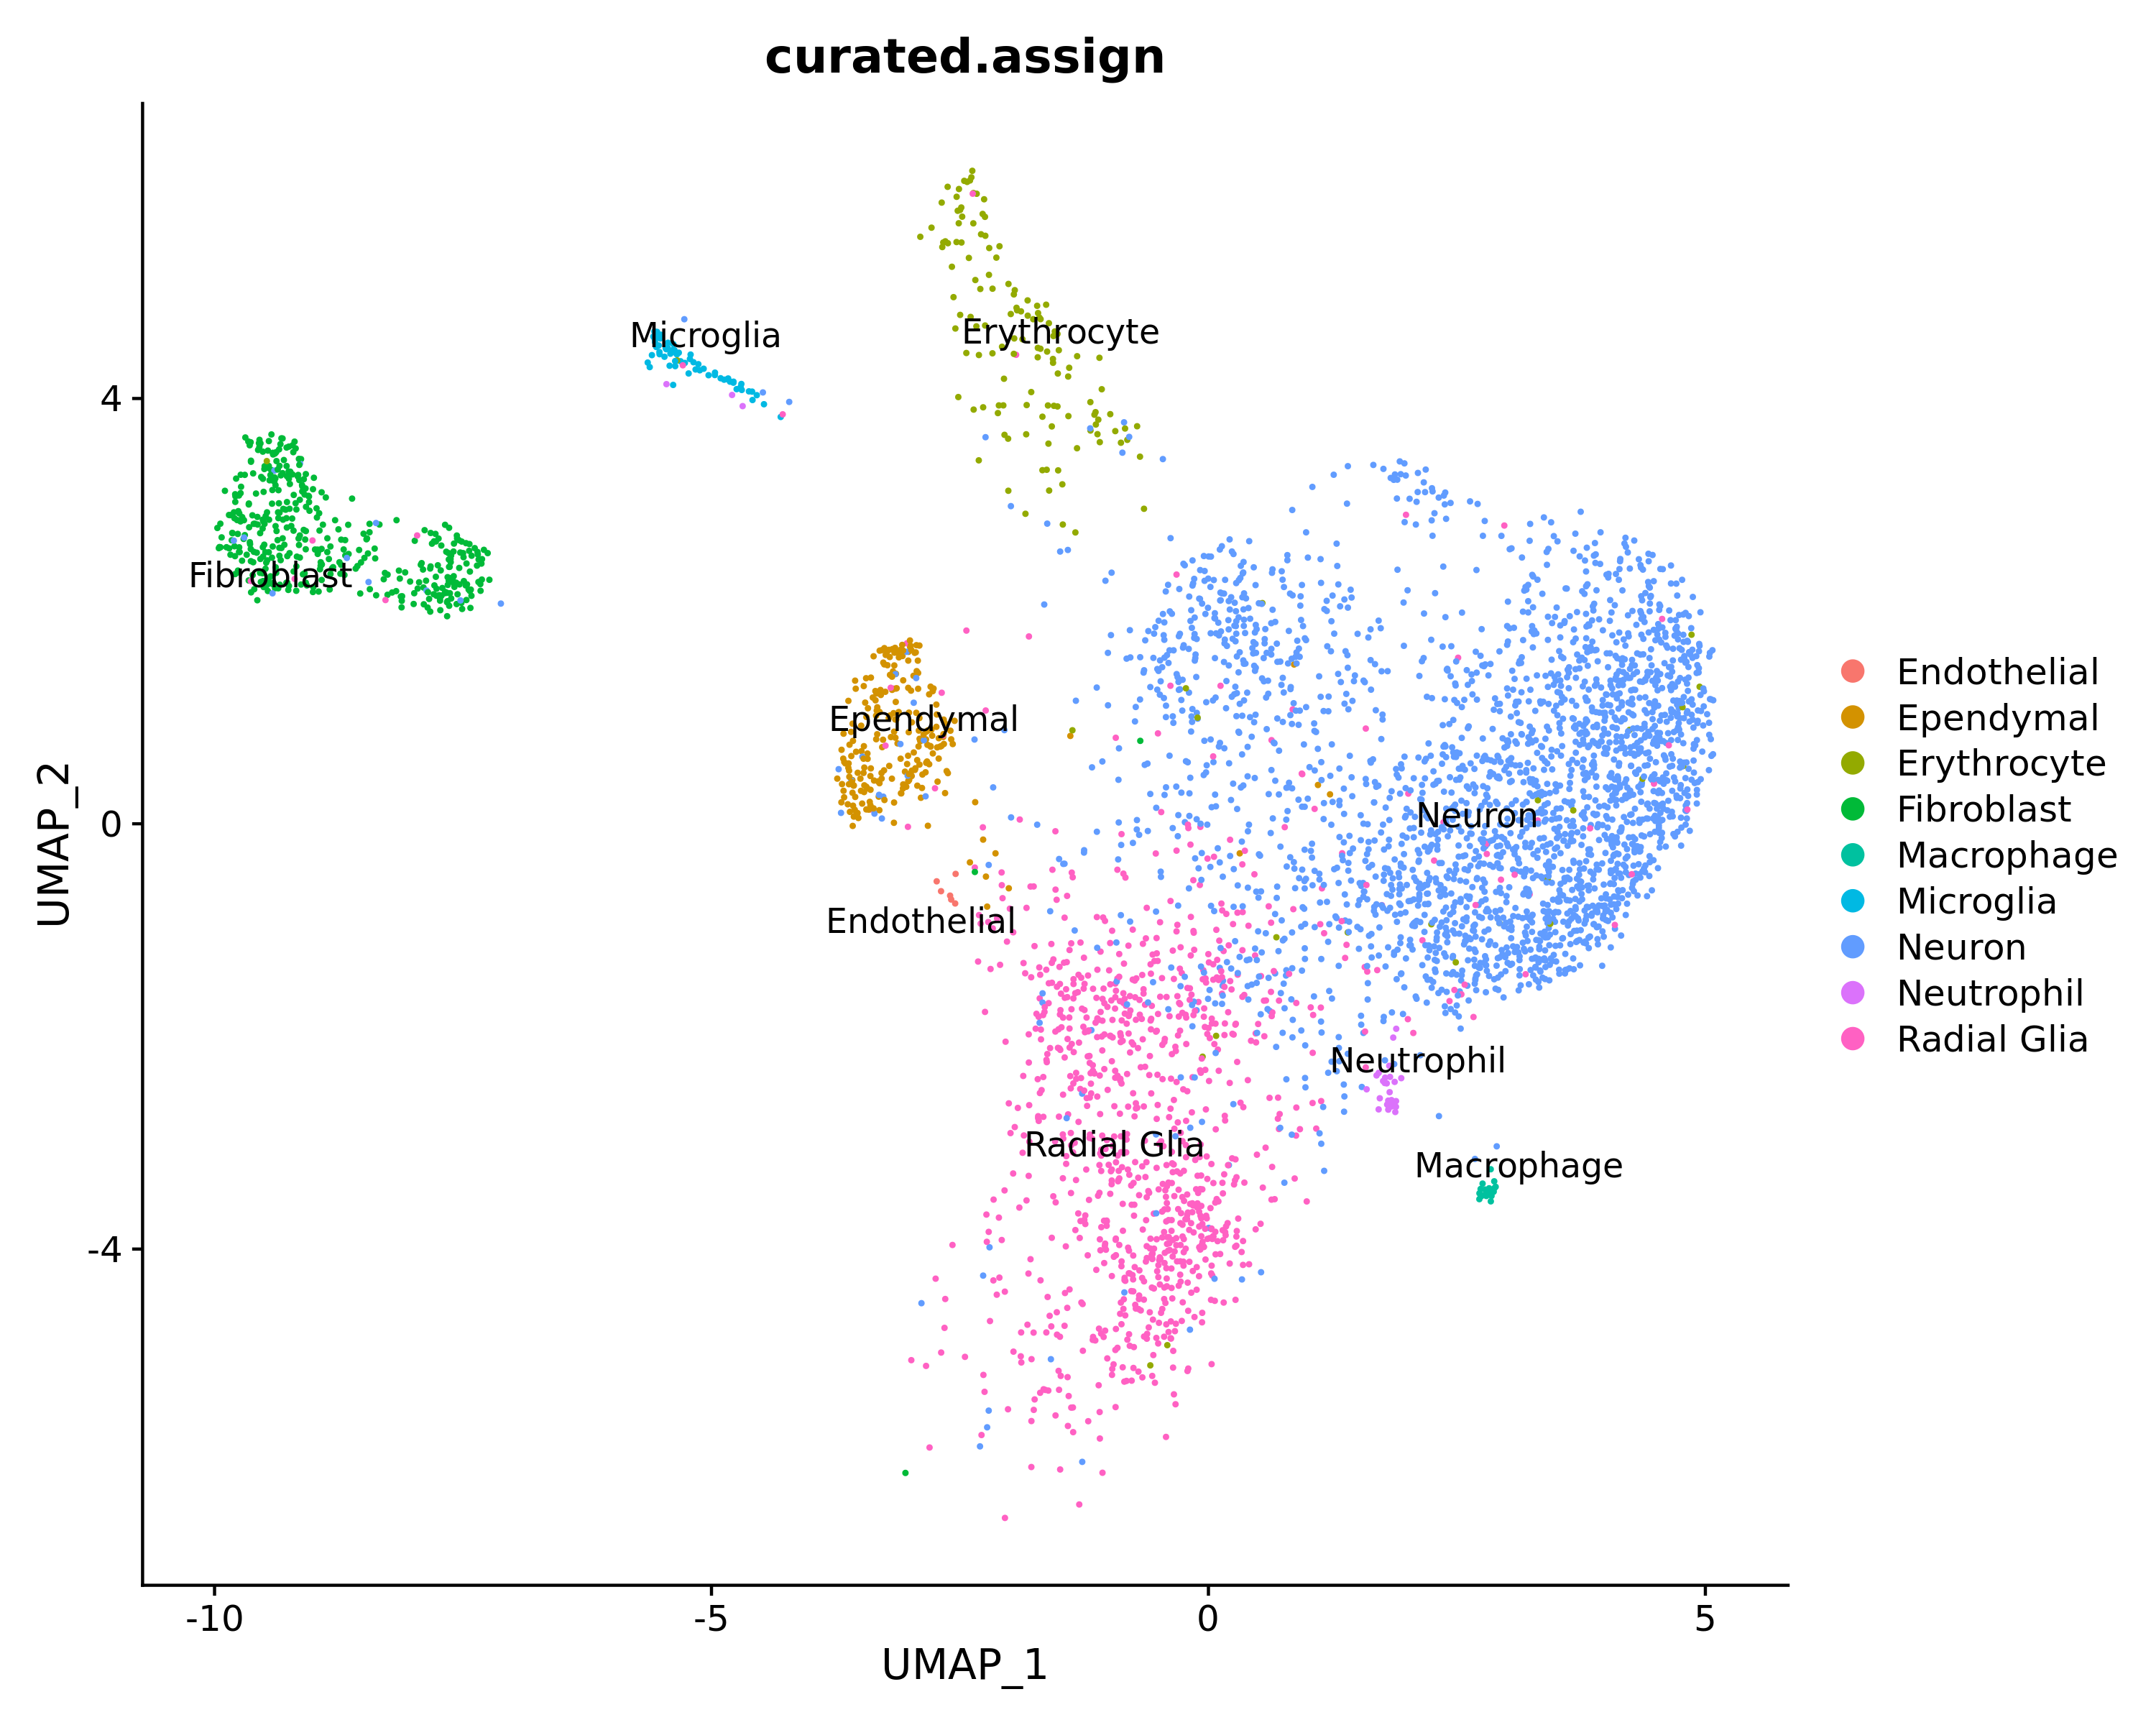 curated.assign
Erythrocyte
Microglia
4
Fibroblast
Ependymal
0
Neuron
Endothelial
Neutrophil
Radial Glia
Macrophage
-4
UMAP_2
-10
-5
0
5
UMAP_1
Endothelial
Ependymal
Erythrocyte
Fibroblast
Macrophage
Microglia
Neuron
Neutrophil
Radial Glia